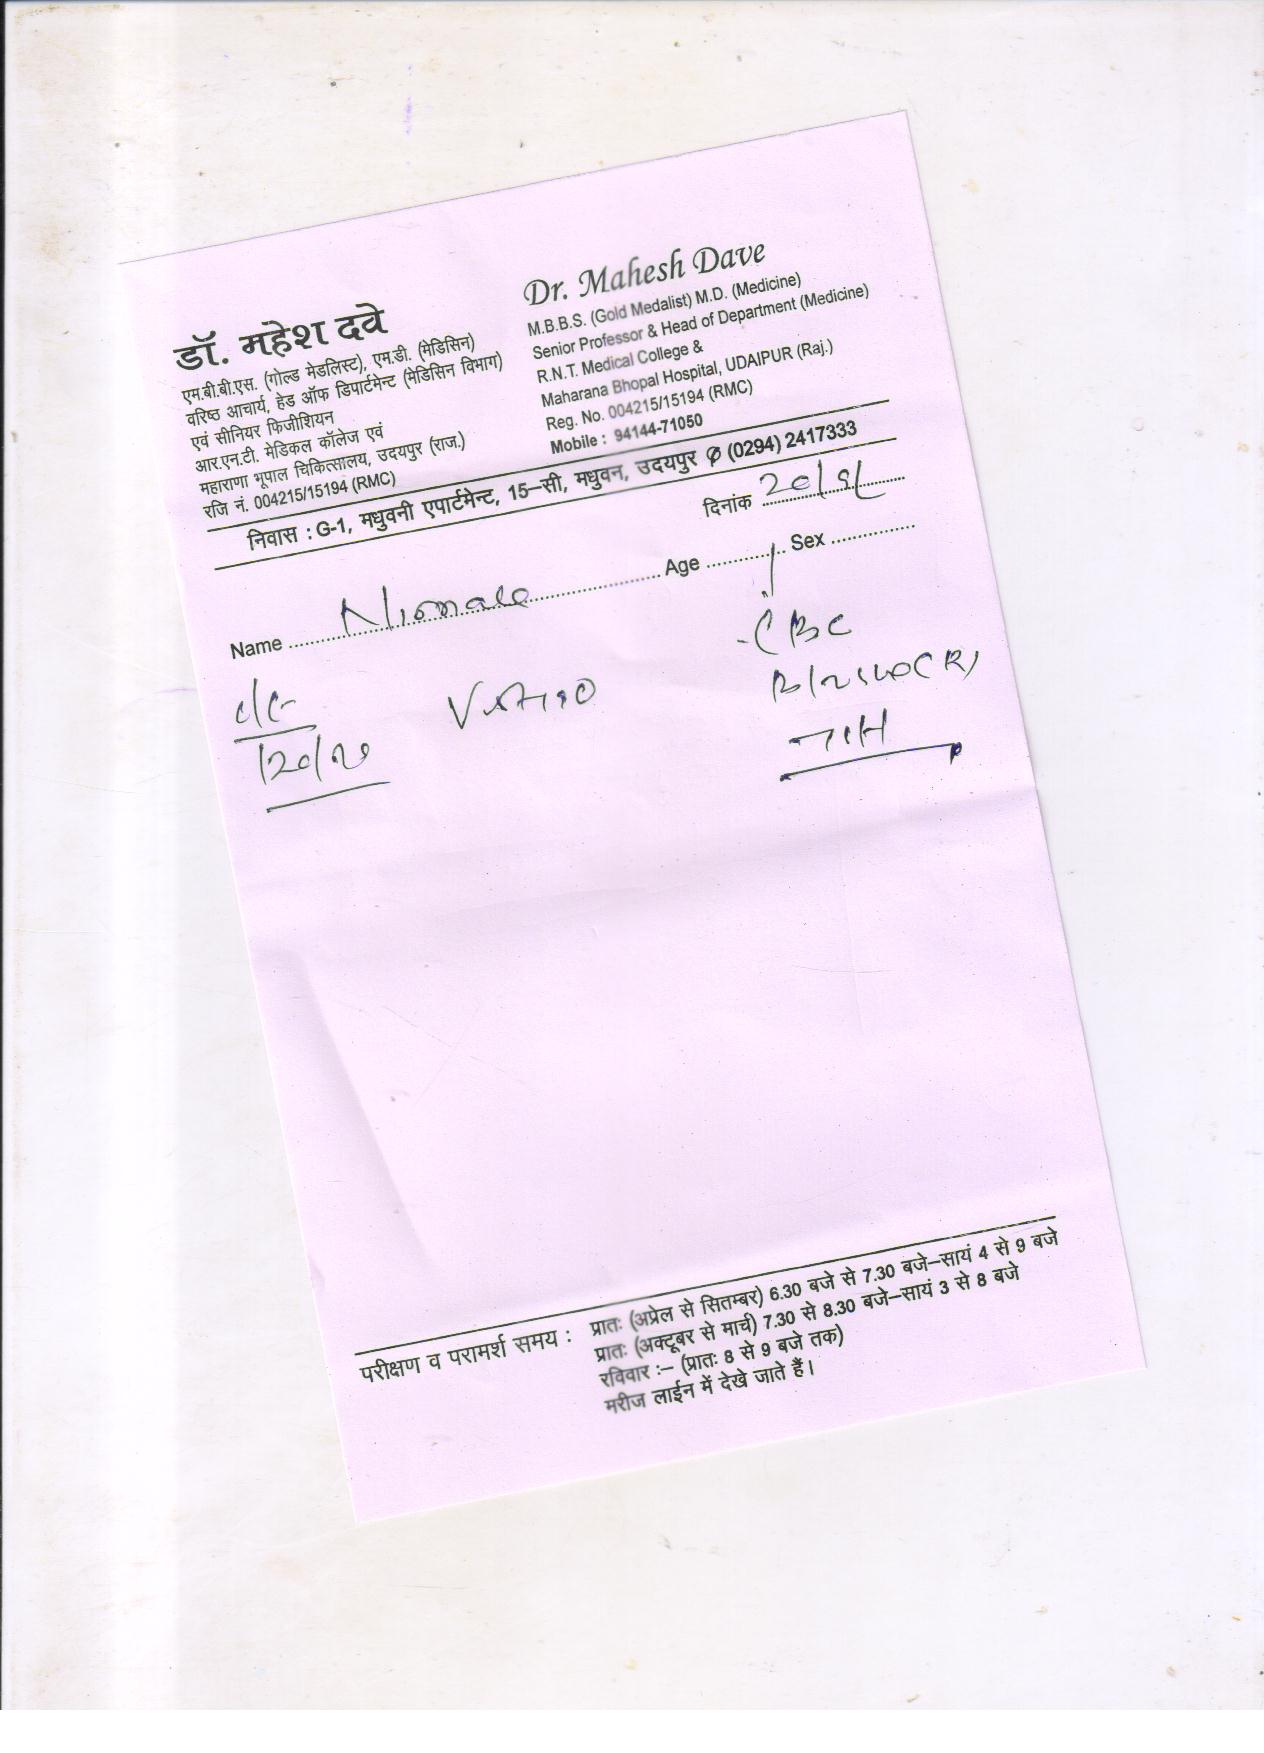 डॉ. महेश दवे
एम.बी.बी.एस. (गोल्ड मेडलिस्ट), एम.डी. (मेडिसिन)
वरिष्ठ आचार्य, हेड ऑफ डिपार्टमेन्ट (मेडिसिन विभाग)
एवं सीनियर फिजीशियन
आर.एन.टी. मेडिकल कॉलेज एवं
महाराणा भूपाल चिकित्सालय, उदयपुर (राज.)
रजि नं. 004215/15194 (RMC)
Dr. Mahesh Dave
M.B.B.S. (Gold Medalist) M.D. (Medicine)
Senior Professor & Head of Department (Medicine)
R.N.T. Medical College &
Maharana Bhopal Hospital, UDAIPUR (Raj.)
Reg. No. 004215/15194 (RMC)
Mobile : 94144-71050
निवास : G-1, मधुवनी एपार्टमेन्ट, 15–सी, मधुवन, उदयपुर ✆ (0294) 2417333
दिनांक
Name Nirmala Age Sex
Vertigo
CBC
परीक्षण व परामर्श समय : प्रातः (अप्रेल से सितम्बर) 6.30 बजे से 7.30 बजे–सायं 4 से 9 बजे
प्रातः (अक्टूबर से मार्च) 7.30 से 8.30 बजे–सायं 3 से 8 बजे
रविवार :– (प्रातः 8 से 9 बजे तक)
मरीज लाईन में देखे जाते हैं।